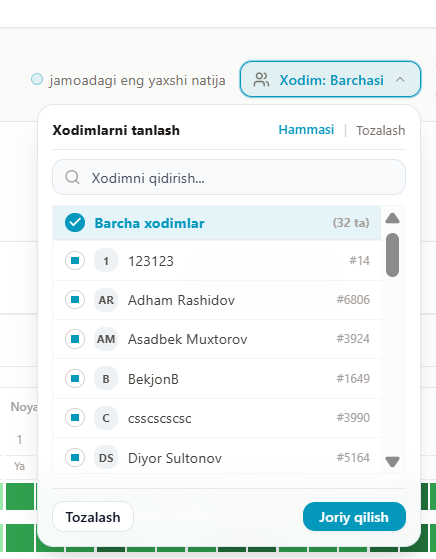 jamoadagi eng yaxshi natija
Xodim: Barchasi
Xodimlarni tanlash
Hammasi | Tozalash
Xodimni qidirish...
Barcha xodimlar (32 ta)
1 123123 #14
AR Adham Rashidov #6806
AM Asadbek Muxtorov #3924
B BekjonB #1649
C csscscscsc #3990
DS Diyor Sultonov #5164
Noya
1
Ya
Tozalash
Joriy qilish